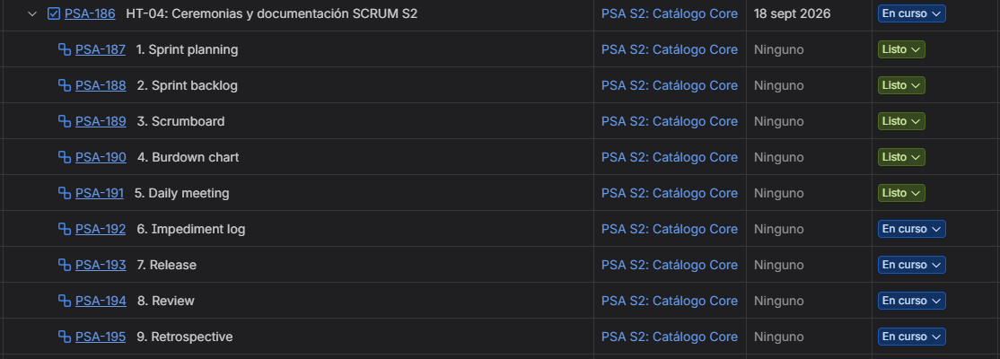 PSA-186 HT-04: Ceremonias y documentación SCRUM S2 PSA S2: Catálogo Core 18 sept 2026 En curso
PSA-187 1. Sprint planning PSA S2: Catálogo Core Ninguno Listo
PSA-188 2. Sprint backlog PSA S2: Catálogo Core Ninguno Listo
PSA-189 3. Scrumboard PSA S2: Catálogo Core Ninguno Listo
PSA-190 4. Burdown chart PSA S2: Catálogo Core Ninguno Listo
PSA-191 5. Daily meeting PSA S2: Catálogo Core Ninguno Listo
PSA-192 6. Impediment log PSA S2: Catálogo Core Ninguno En curso
PSA-193 7. Release PSA S2: Catálogo Core Ninguno En curso
PSA-194 8. Review PSA S2: Catálogo Core Ninguno En curso
PSA-195 9. Retrospective PSA S2: Catálogo Core Ninguno En curso